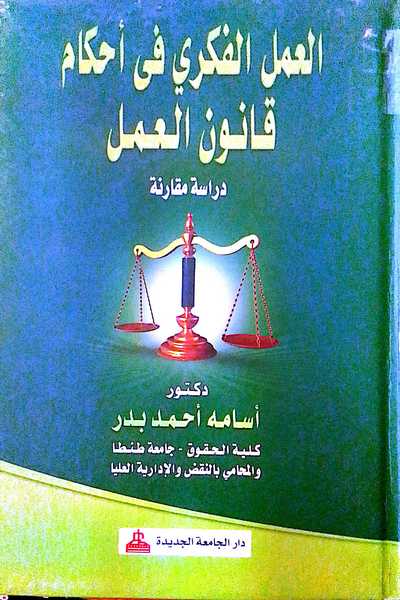 العمل الفكري فى أحكام
قانون العمل
دراسة مقارنة
دكتور
أسامه أحمد بدر
كلية الحقوق - جامعة طنطا
والمحامي بالنقض والإدارية العليا
دار الجامعة الجديدة